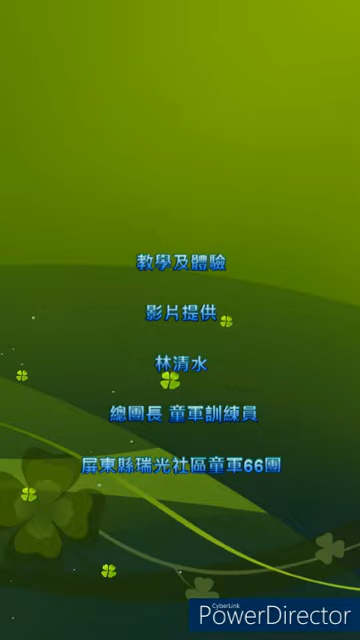 教學及體驗
影片提供
林清水
總團長 童軍訓練員
屏東縣瑞光社區童軍66團
CyberLink
PowerDirector